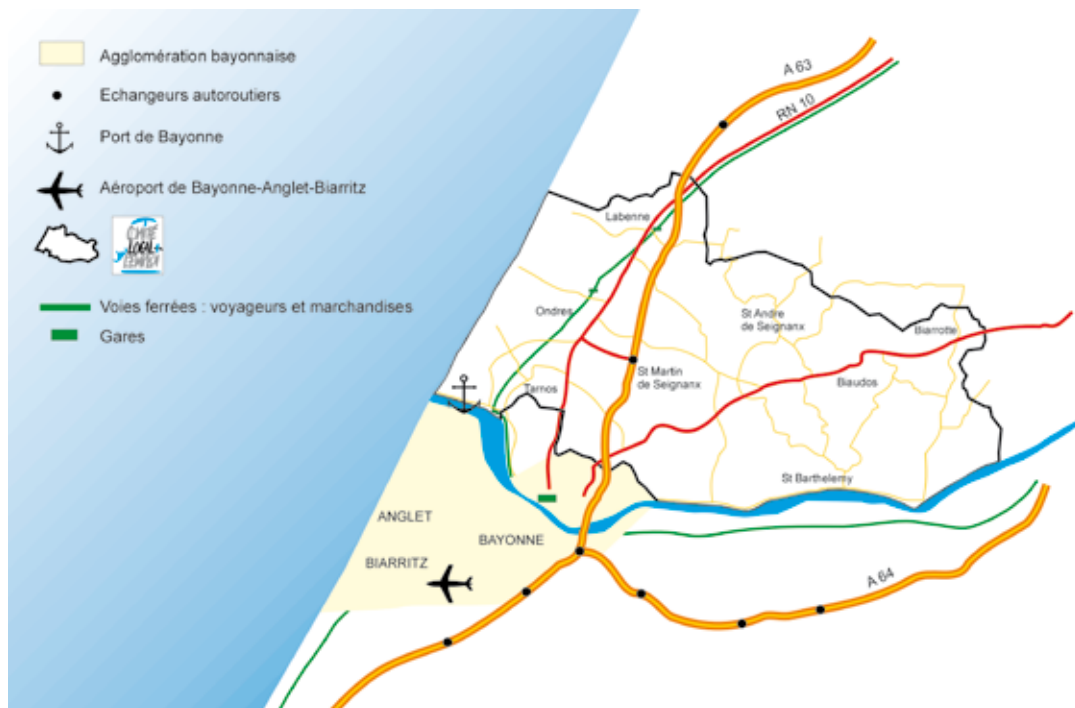 Agglomération bayonnaise
Echangeurs autoroutiers
Port de Bayonne
Aéroport de Bayonne-Anglet-Biarritz
COMITÉ
LOCAL
Voies ferrées : voyageurs et marchandises
Gares
A 63
RN 10
Labenne
Ondres
St Andre
de Seignanx
Biarrotte
St Martin
de Seignanx
Tarnos
Biaudos
St Barthelemy
ANGLET
BAYONNE
BIARRITZ
A 64